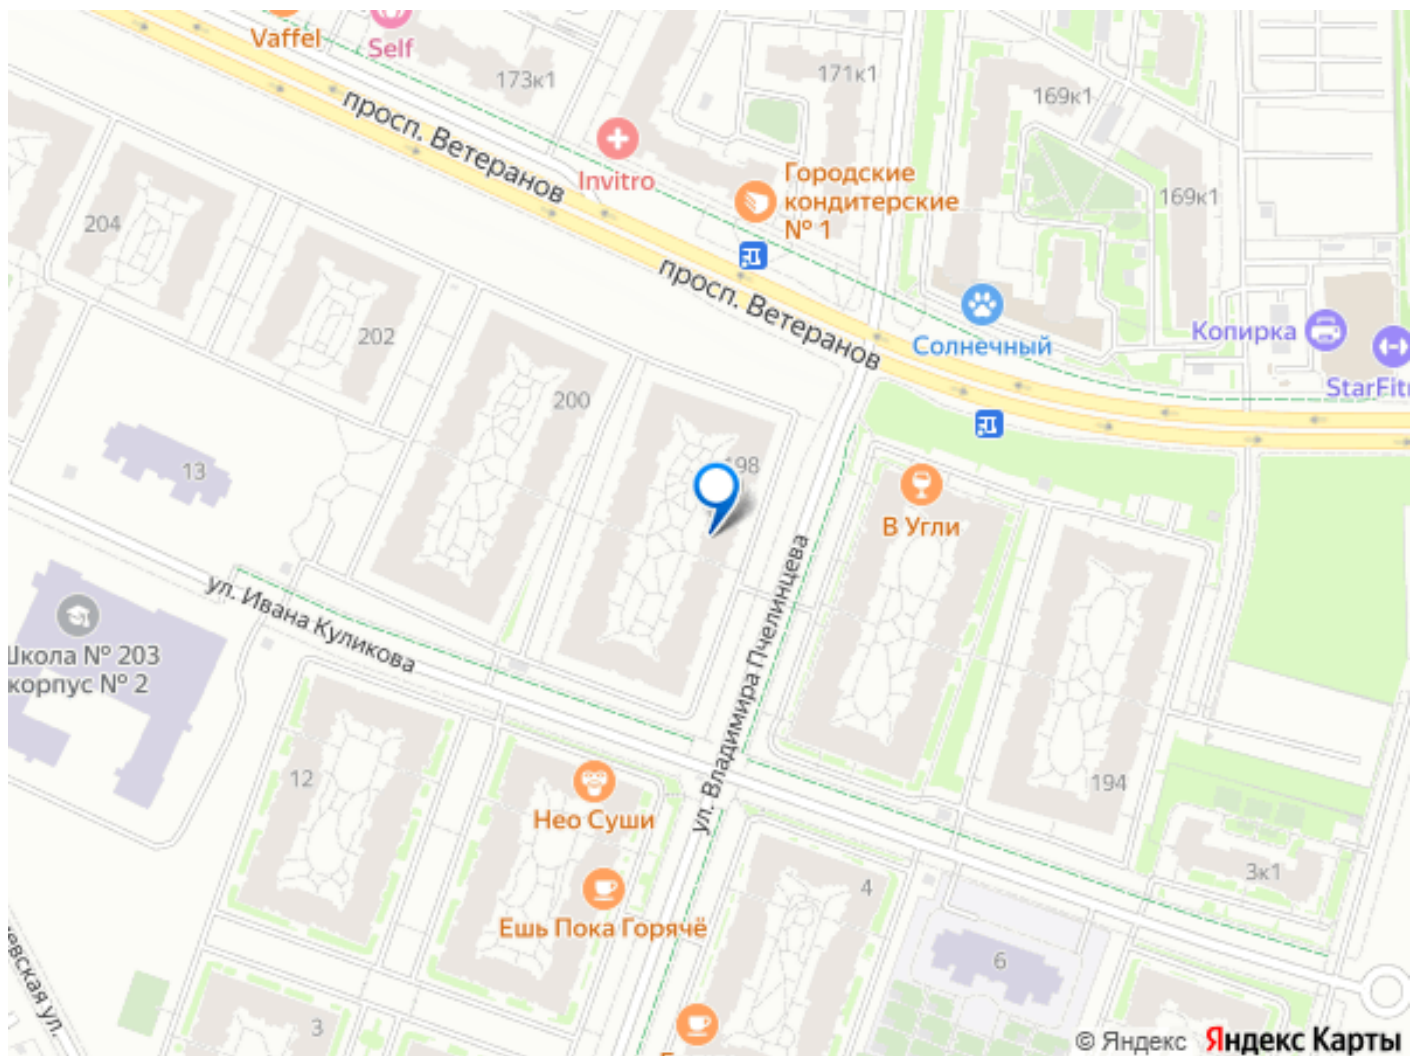 Vaffel
Self
173к1
171к1
169к1
просп. Ветеранов
Invitro
Городские
кондитерские
№ 1
169к1
204
просп. Ветеранов
202
Солнечный
Копирка
StarFit
200
198
13
В Угли
ул. Ивана Куликова
ул. Владимира Пчелинцева
Школа № 203
корпус № 2
12
Нео Суши
194
3к1
4
Ешь Пока Горячё
6
евская ул.
3
© Яндекс Яндекс Карты